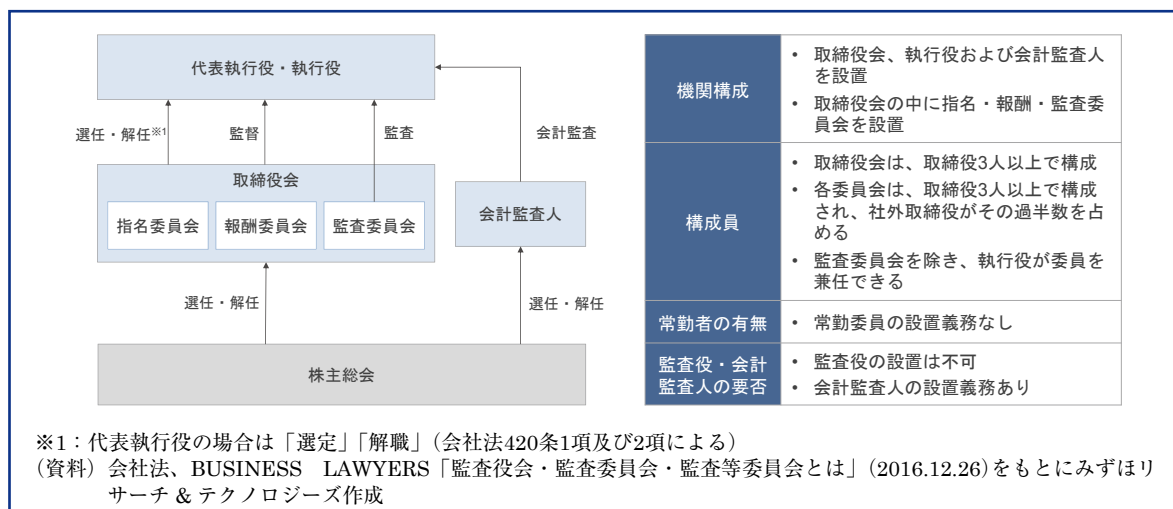 代表執行役・執行役
選任・解任※1
監督
監査
会計監査
取締役会
指名委員会
報酬委員会
監査委員会
会計監査人
選任・解任
選任・解任
株主総会
機関構成
• 取締役会、執行役および会計監査人
を設置
• 取締役会の中に指名・報酬・監査委
員会を設置
構成員
• 取締役会は、取締役3人以上で構成
• 各委員会は、取締役3人以上で構成
され、社外取締役がその過半数を占
める
• 監査委員会を除き、執行役が委員を
兼任できる
常勤者の有無
• 常勤委員の設置義務なし
監査役・会計
監査人の要否
• 監査役の設置は不可
• 会計監査人の設置義務あり
※1：代表執行役の場合は「選定」「解職」（会社法420条1項及び2項による）
（資料）会社法、BUSINESS LAWYERS「監査役会・監査委員会・監査等委員会とは」（2016.12.26）をもとにみずほリ
サーチ & テクノロジーズ作成